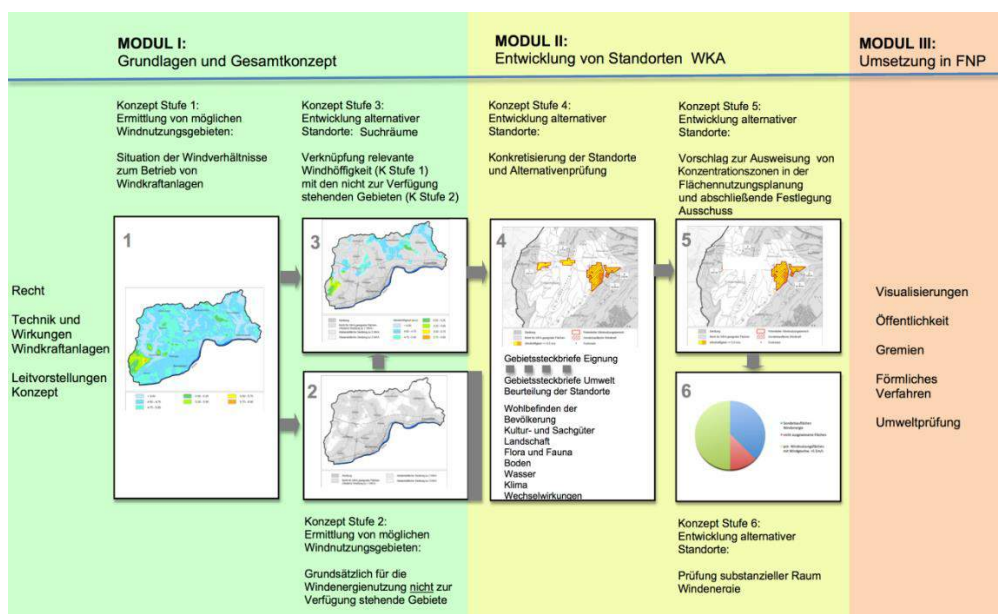 MODUL I:
Grundlagen und Gesamtkonzept
MODUL II:
Entwicklung von Standorten WKA
MODUL III:
Umsetzung in FNP
Konzept Stufe 1:
Ermittlung von möglichen
Windnutzungsgebieten:
Situation der Windverhältnisse
zum Betrieb von
Windkraftanlagen
Konzept Stufe 3:
Entwicklung alternativer
Standorte: Suchräume
Verknüpfung relevante
Windhöffigkeit (K Stufe 1)
mit den nicht zur Verfügung
stehenden Gebieten (K Stufe 2)
Konzept Stufe 4:
Entwicklung alternativer
Standorte:
Konkretisierung der Standorte
und Alternativenprüfung
Konzept Stufe 5:
Entwicklung alternativer
Standorte:
Vorschlag zur Ausweisung von
Konzentrationszonen in der
Flächennutzungsplanung
und abschließende Festlegung
Ausschuss
Recht
Technik und
Wirkungen
Windkraftanlagen
Leitvorstellungen
Konzept
1
3
2
4
5
6
Gebietssteckbriefe Eignung
Gebietssteckbriefe Umwelt
Beurteilung der Standorte
Wohlbefinden der
Bevölkerung
Kultur- und Sachgüter
Landschaft
Flora und Fauna
Boden
Wasser
Klima
Wechselwirkungen
Visualisierungen
Öffentlichkeit
Gremien
Förmliches
Verfahren
Umweltprüfung
Konzept Stufe 2:
Ermittlung von möglichen
Windnutzungsgebieten:
Grundsätzlich für die
Windenergienutzung nicht zur
Verfügung stehende Gebiete
Konzept Stufe 6:
Entwicklung alternativer
Standorte:
Prüfung substanzieller Raum
Windenergie